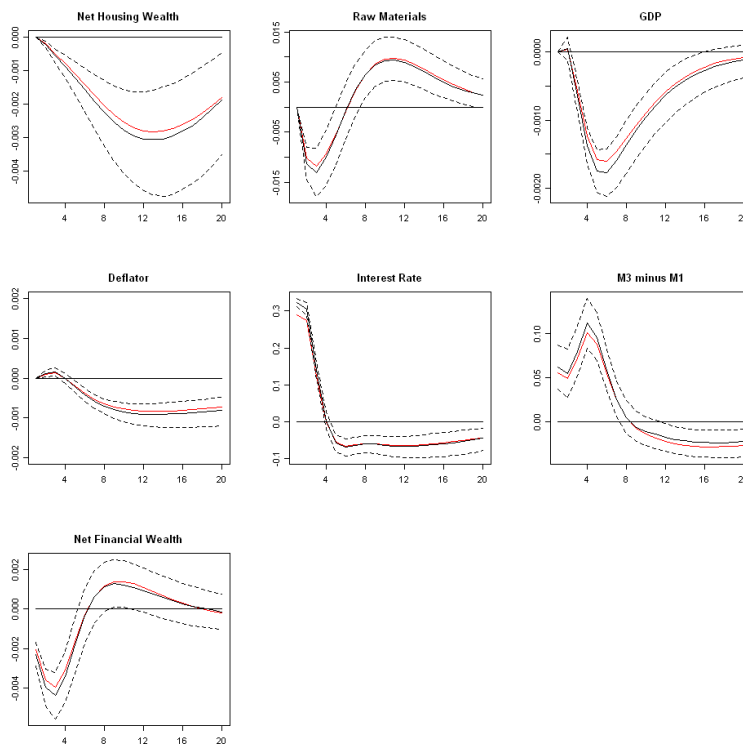 Net Housing Wealth
0.000
-0.001
-0.002
-0.003
-0.004
4 8 12 16 20
Raw Materials
0.015
0.005
-0.005
-0.015
4 8 12 16 20
GDP
0.0000
-0.0010
-0.0020
4 8 12 16 20
Deflator
0.002
0.001
0.000
-0.001
-0.002
4 8 12 16 20
Interest Rate
0.3
0.2
0.1
0.0
-0.1
4 8 12 16 20
M3 minus M1
0.10
0.05
0.00
4 8 12 16 20
Net Financial Wealth
0.002
0.000
-0.002
-0.004
4 8 12 16 20